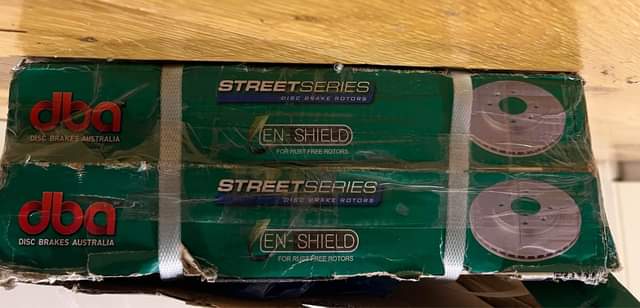 dba
DISC BRAKES AUSTRALIA
STREETSERIES
DISC BRAKE ROTORS
EN-SHIELD
FOR RUST FREE ROTORS
dba
DISC BRAKES AUSTRALIA
STREETSERIES
DISC BRAKE ROTORS
EN-SHIELD
FOR RUST FREE ROTORS